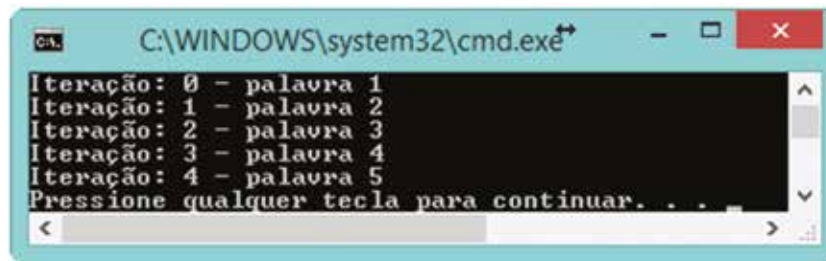 C:\WINDOWS\system32\cmd.exe
Iteração: 0 - palavra 1
Iteração: 1 - palavra 2
Iteração: 2 - palavra 3
Iteração: 3 - palavra 4
Iteração: 4 - palavra 5
Pressione qualquer tecla para continuar. . . _